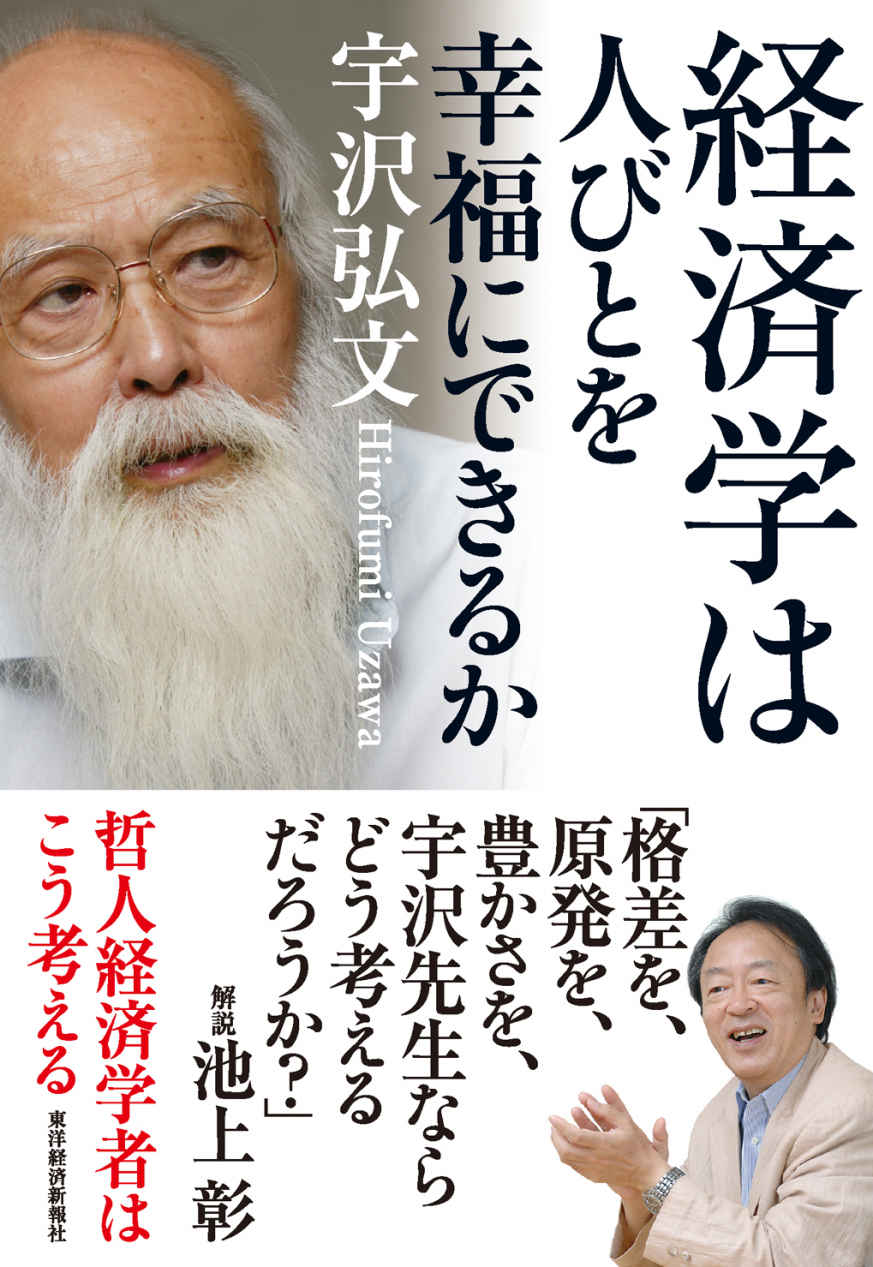 経済学は
人びとを
幸福にできるか
宇沢弘文
Hirofumi Uzawa
「格差を、
原発を、
豊かさを、
宇沢先生なら
どう考える
だろうか?」
解説 池上 彰
哲人経済学者は
こう考える
東洋経済新報社